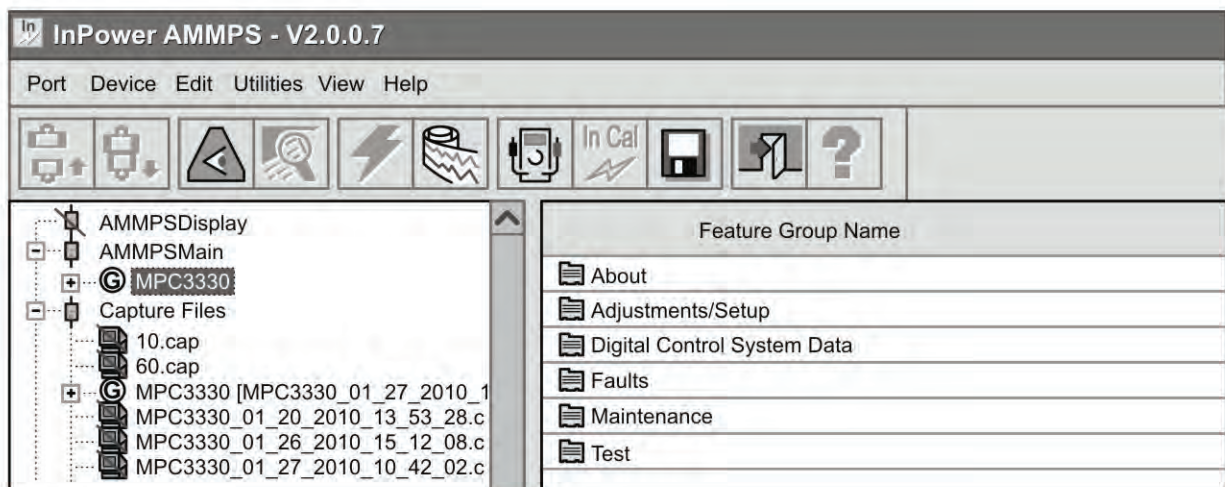 In
InPower AMMPS - V2.0.0.7
Port Device Edit Utilities View Help
In Cal
?
AMMPSDisplay
AMMPSMain
G MPC3330
Capture Files
10.cap
60.cap
G MPC3330 [MPC3330_01_27_2010_1
MPC3330_01_20_2010_13_53_28.c
MPC3330_01_26_2010_15_12_08.c
MPC3330_01_27_2010_10_42_02.c
Feature Group Name
About
Adjustments/Setup
Digital Control System Data
Faults
Maintenance
Test